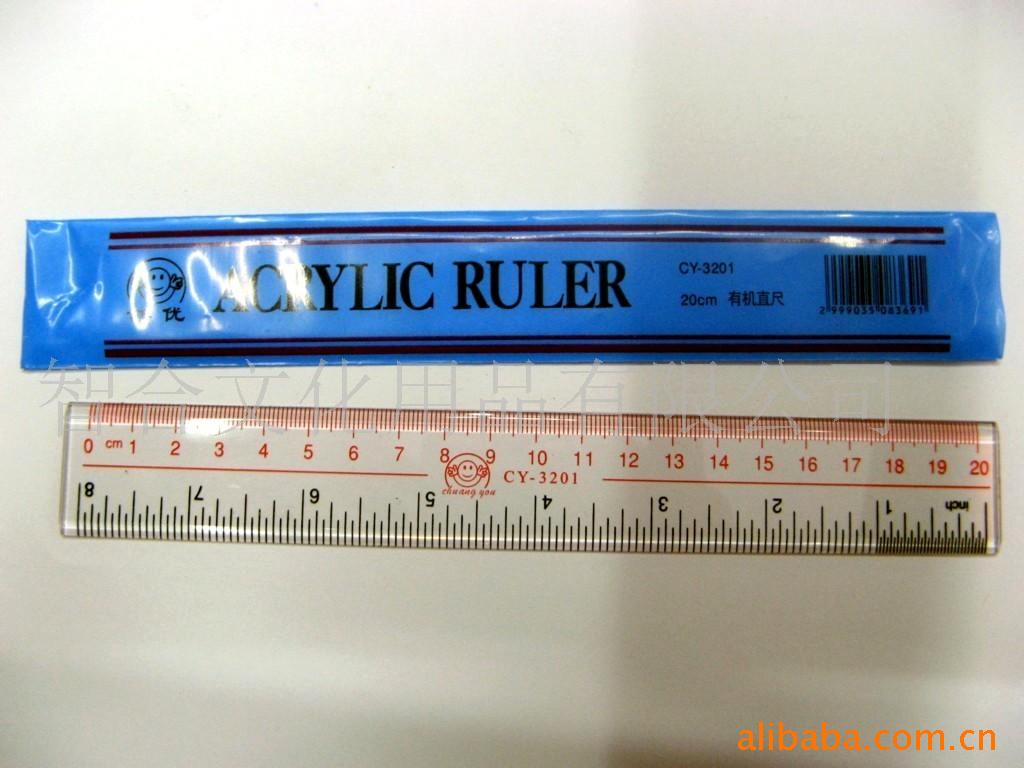 ACRYLIC RULER
CY-3201
20cm 有机直尺
2 999035 083691
智合文化用品有限公司
0 cm 1 2 3 4 5 6 7 8 9 10 11 12 13 14 15 16 17 18 19 20
CY-3201
chuang you
8 7 6 5 4 3 2 1 inch
alibaba.com.cn